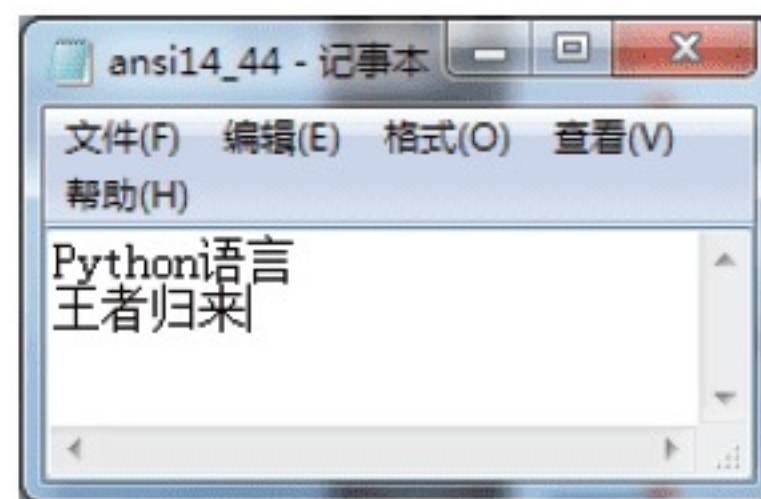 ansi14_44 - 记事本
文件(F) 编辑(E) 格式(O) 查看(V)
帮助(H)
Python语言
王者归来